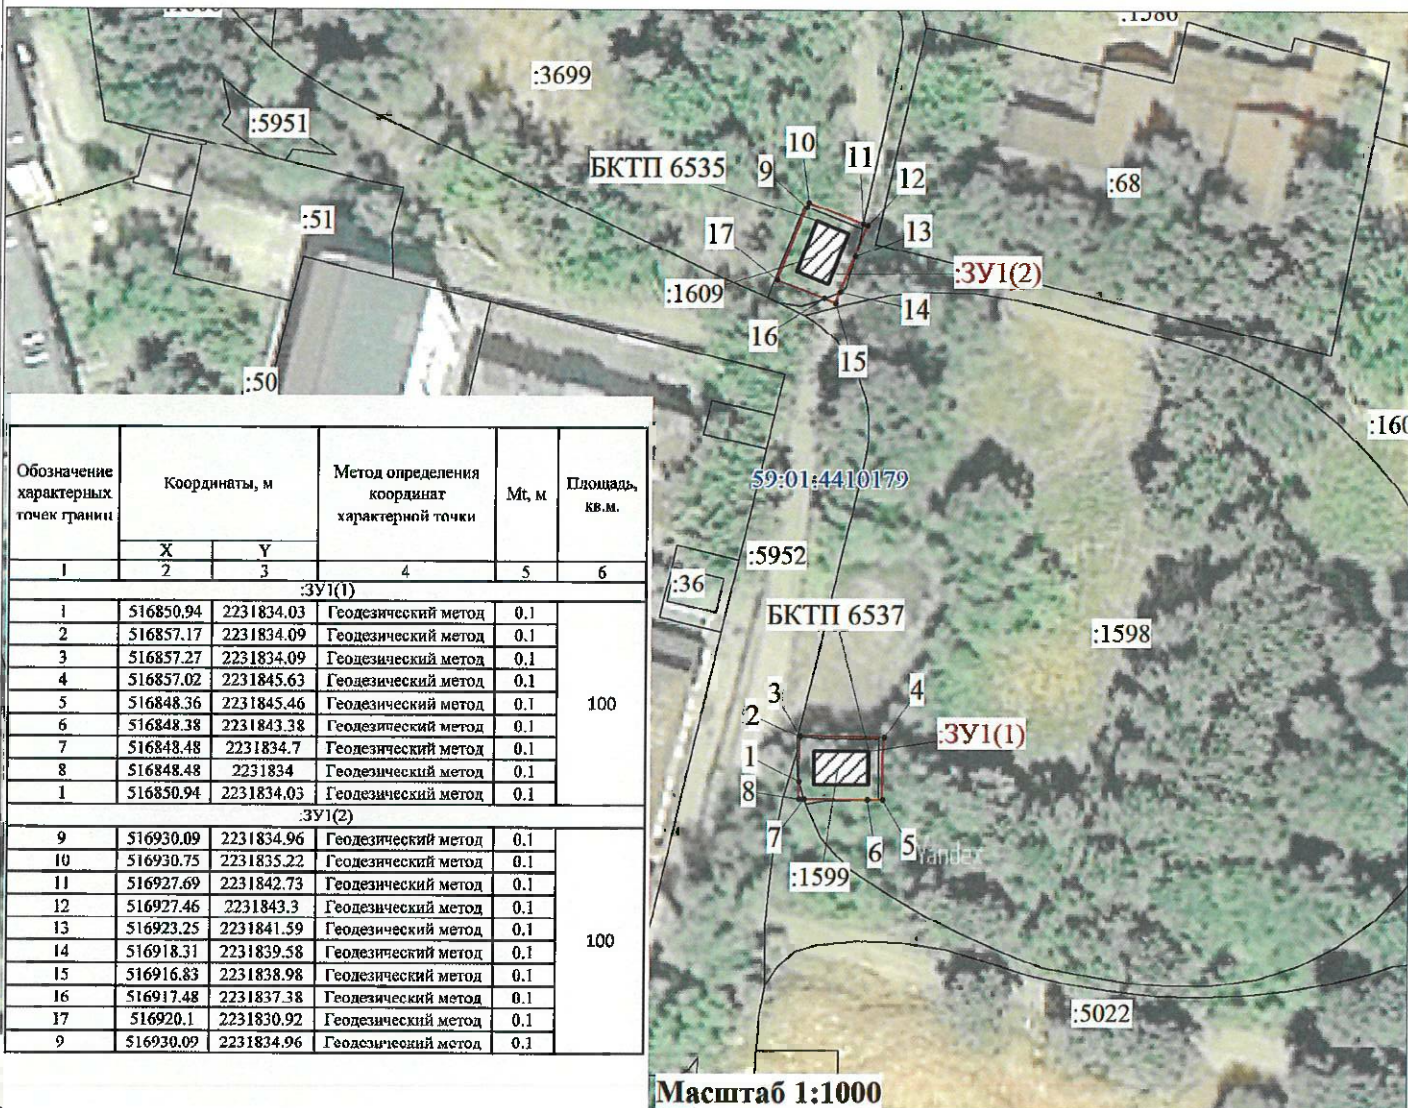 :1586
:3699
:5951
10
БКТП 6535
11
9
12
:68
:51
17
13
:ЗУ1(2)
:1609
14
16
15
:50
:160
59:01:4410179
:5952
:36
БКТП 6537
:1598
3
4
2
:ЗУ1(1)
1
8
7
6
5
Yandex
:1599
:5022
Масштаб 1:1000
Обозначение характерных точек границ | Координаты, м | Метод определения координат характерной точки | Mt, м | Площадь, кв.м.
X | Y
1 | 2 | 3 | 4 | 5 | 6
:ЗУ1(1)
1 | 516850.94 | 2231834.03 | Геодезический метод | 0.1 | 100
2 | 516857.17 | 2231834.09 | Геодезический метод | 0.1
3 | 516857.27 | 2231834.09 | Геодезический метод | 0.1
4 | 516857.02 | 2231845.63 | Геодезический метод | 0.1
5 | 516848.36 | 2231845.46 | Геодезический метод | 0.1
6 | 516848.38 | 2231843.38 | Геодезический метод | 0.1
7 | 516848.48 | 2231834.7 | Геодезический метод | 0.1
8 | 516848.48 | 2231834 | Геодезический метод | 0.1
1 | 516850.94 | 2231834.03 | Геодезический метод | 0.1
:ЗУ1(2)
9 | 516930.09 | 2231834.96 | Геодезический метод | 0.1 | 100
10 | 516930.75 | 2231835.22 | Геодезический метод | 0.1
11 | 516927.69 | 2231842.73 | Геодезический метод | 0.1
12 | 516927.46 | 2231843.3 | Геодезический метод | 0.1
13 | 516923.25 | 2231841.59 | Геодезический метод | 0.1
14 | 516918.31 | 2231839.58 | Геодезический метод | 0.1
15 | 516916.83 | 2231838.98 | Геодезический метод | 0.1
16 | 516917.48 | 2231837.38 | Геодезический метод | 0.1
17 | 516920.1 | 2231830.92 | Геодезический метод | 0.1
9 | 516930.09 | 2231834.96 | Геодезический метод | 0.1